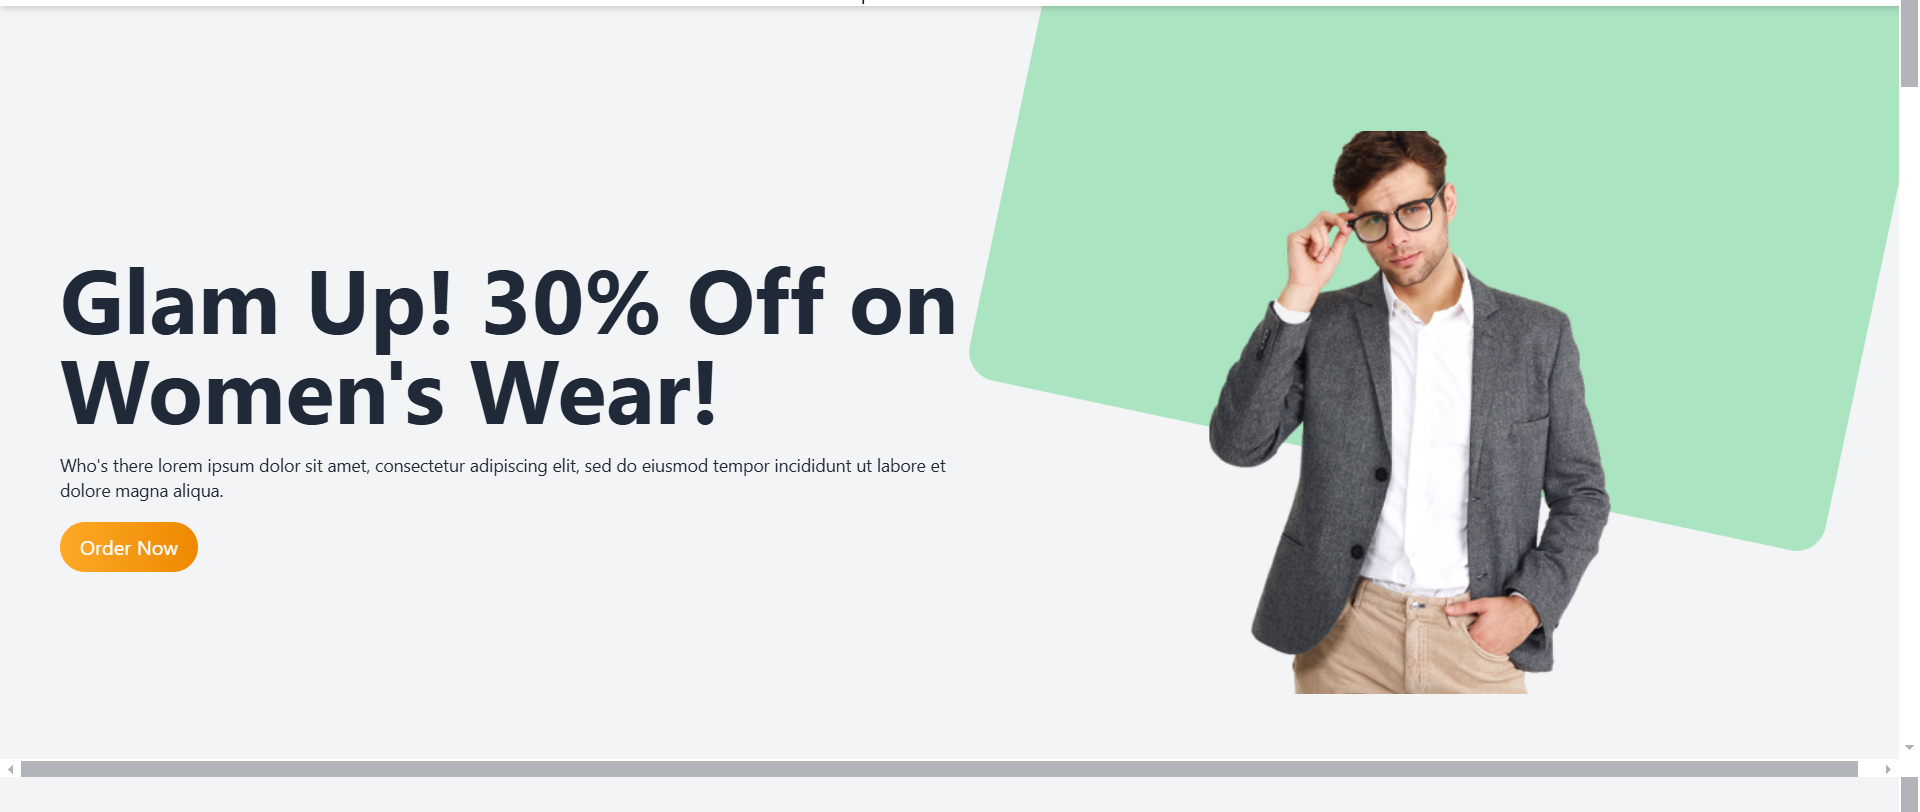 Glam Up! 30% Off on
Women's Wear!
Who's there lorem ipsum dolor sit amet, consectetur adipiscing elit, sed do eiusmod tempor incididunt ut labore et
dolore magna aliqua.
Order Now